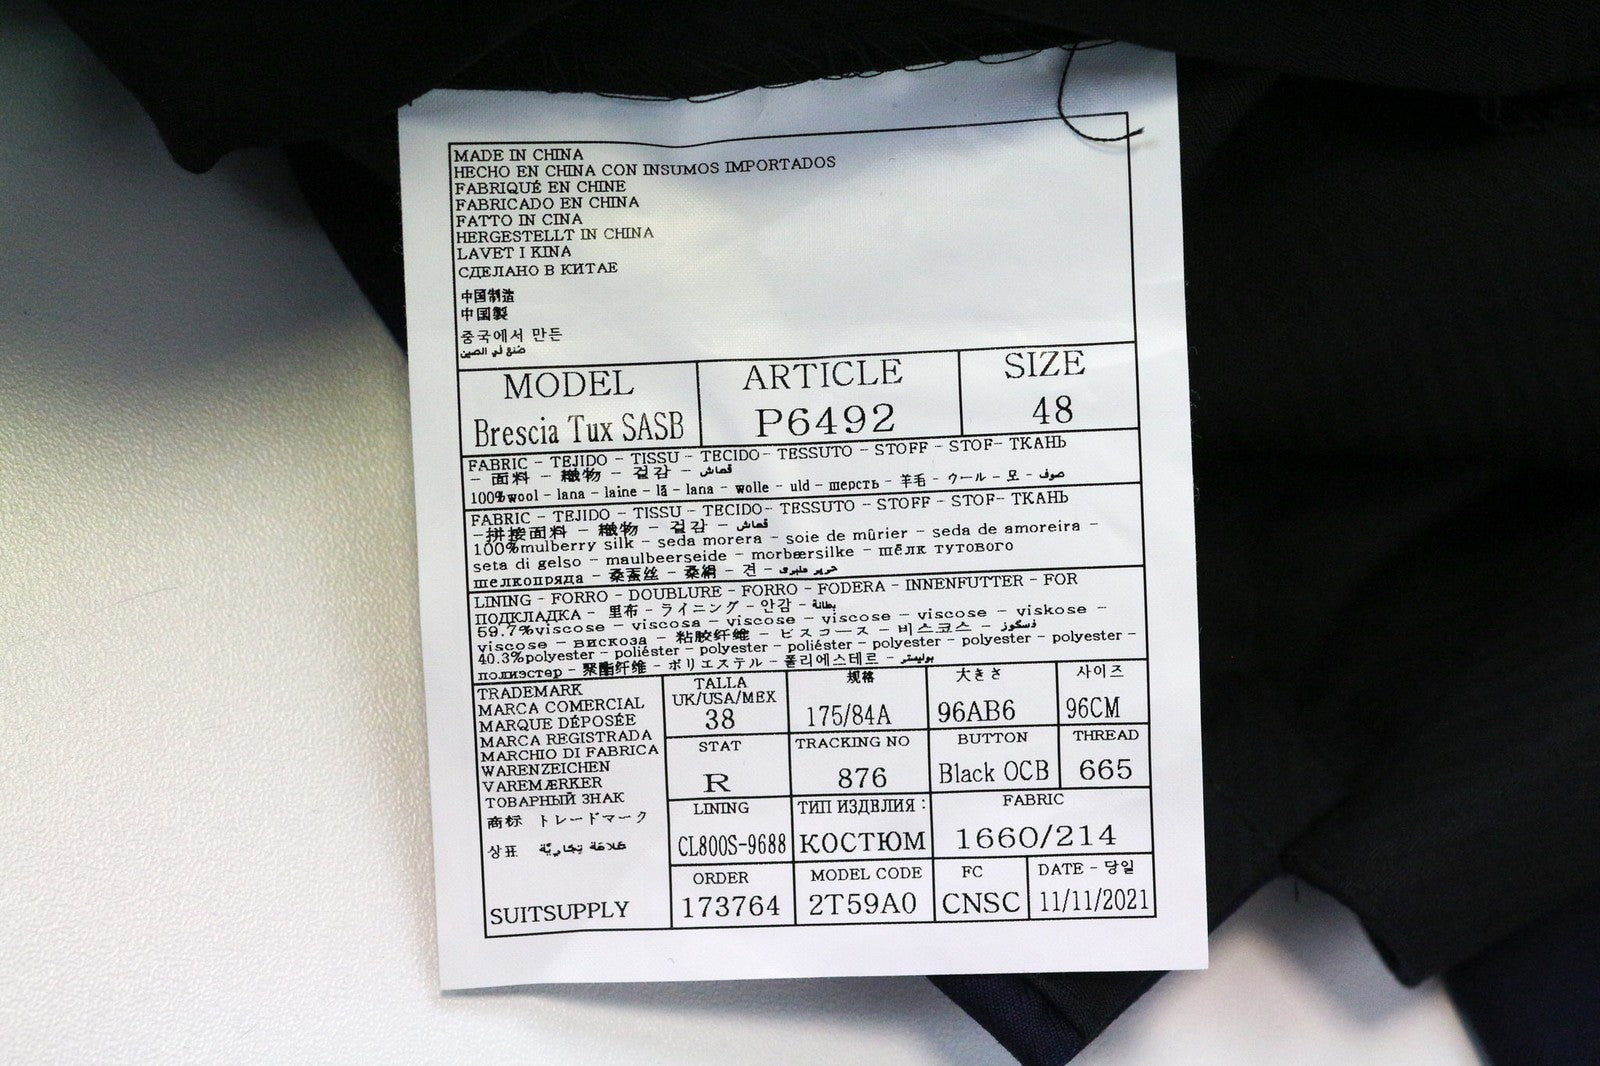 MADE IN CHINA
HECHO EN CHINA CON INSUMOS IMPORTADOS
FABRIQUÉ EN CHINE
FABRICADO EN CHINA
FATTO IN CINA
HERGESTELLT IN CHINA
LAVET I KINA
СДЕЛАНО В КИТАЕ
中国制造
中国製
중국에서 만든
صُنع في الصين
MODEL
Brescia Tux SASB
ARTICLE
P6492
SIZE
48
FABRIC - TEJIDO - TISSU - TECIDO- TESSUTO - STOFF - STOF- ТКАНЬ
- 面料 - 織物 - 겉감 - قماش
100%wool - lana - laine - lã - lana - wolle - uld - шерсть - 羊毛 - ウール - 모 - صوف
FABRIC - TEJIDO - TISSU - TECIDO- TESSUTO - STOFF - STOF- ТКАНЬ
-拼接面料 - 織物 - 겉감 - قماش
100%mulberry silk - seda morera - soie de mûrier - seda de amoreira -
seta di gelso - maulbeerseide - morbærsilke - шёлк тутового
шелкопряда - 桑蚕丝 - 桑絹 - 견 - حرير ملبرى
LINING - FORRO - DOUBLURE - FORRO - FODERA - INNENFUTTER - FOR
ПОДКЛАДКА - 里布 - ライニング - 안감 - بطانة
59.7%viscose - viscosa - viscose - viscose - viscose - viskose -
viscose - вискоза - 粘胶纤维 - ビスコース - 비스코스 - فسكوز
40.3%polyester - poliéster - polyester - poliéster - polyester - polyester - polyester -
полиэстер - 聚酯纤维 - ポリエステル - 폴리에스테르 - بوليستر
TRADEMARK
MARCA COMERCIAL
MARQUE DÉPOSÉE
MARCA REGISTRADA
MARCHIO DI FABRICA
WARENZEICHEN
VAREMÆRKER
ТОВАРНЫЙ ЗНАК
商标 トレードマーク
상표 علامة تجاريّة
SUITSUPPLY
TALLA
UK/USA/MEX
38
规格
175/84A
大きさ
96AB6
사이즈
96CM
STAT
R
TRACKING NO
876
BUTTON
Black OCB
THREAD
665
LINING
CL800S-9688
ТИП ИЗДЕЛИЯ :
КОСТЮМ
FABRIC
1660/214
ORDER
173764
MODEL CODE
2T59A0
FC
CNSC
DATE - 당일
11/11/2021